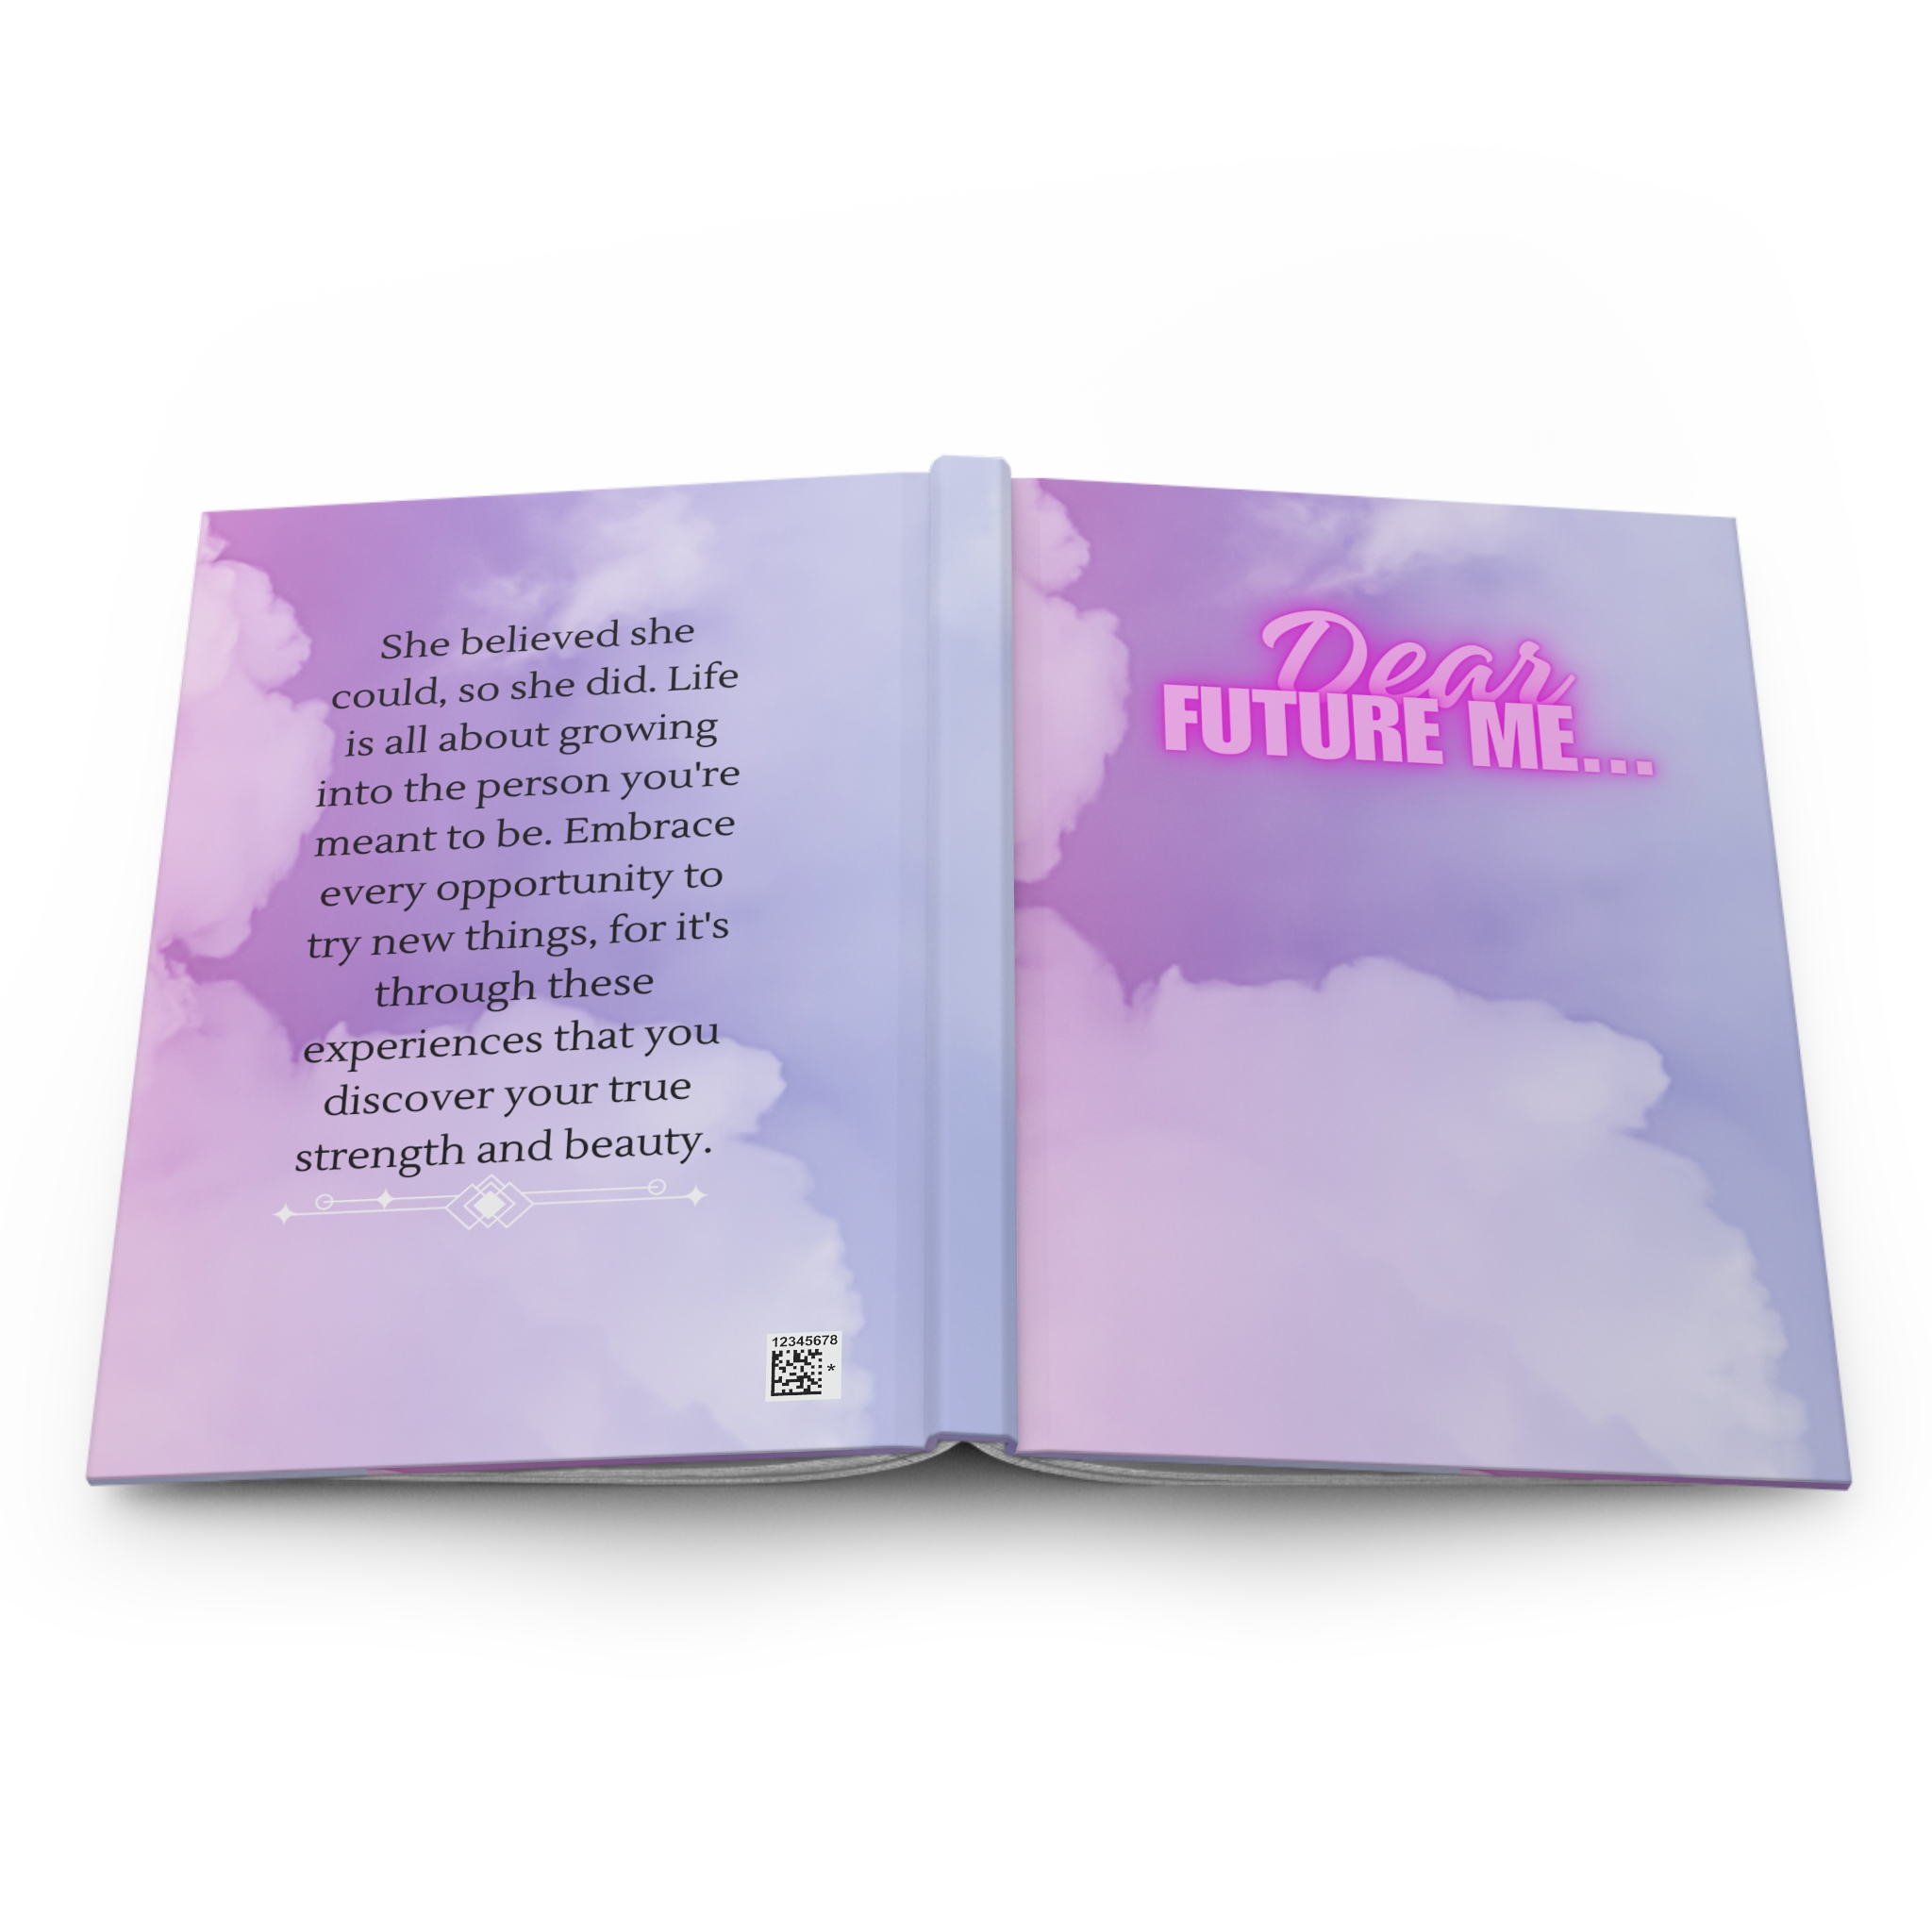 She believed she
could, so she did. Life
is all about growing
into the person you're
meant to be. Embrace
every opportunity to
try new things, for it's
through these
experiences that you
discover your true
strength and beauty.
12345678
*
Dear
FUTURE ME...